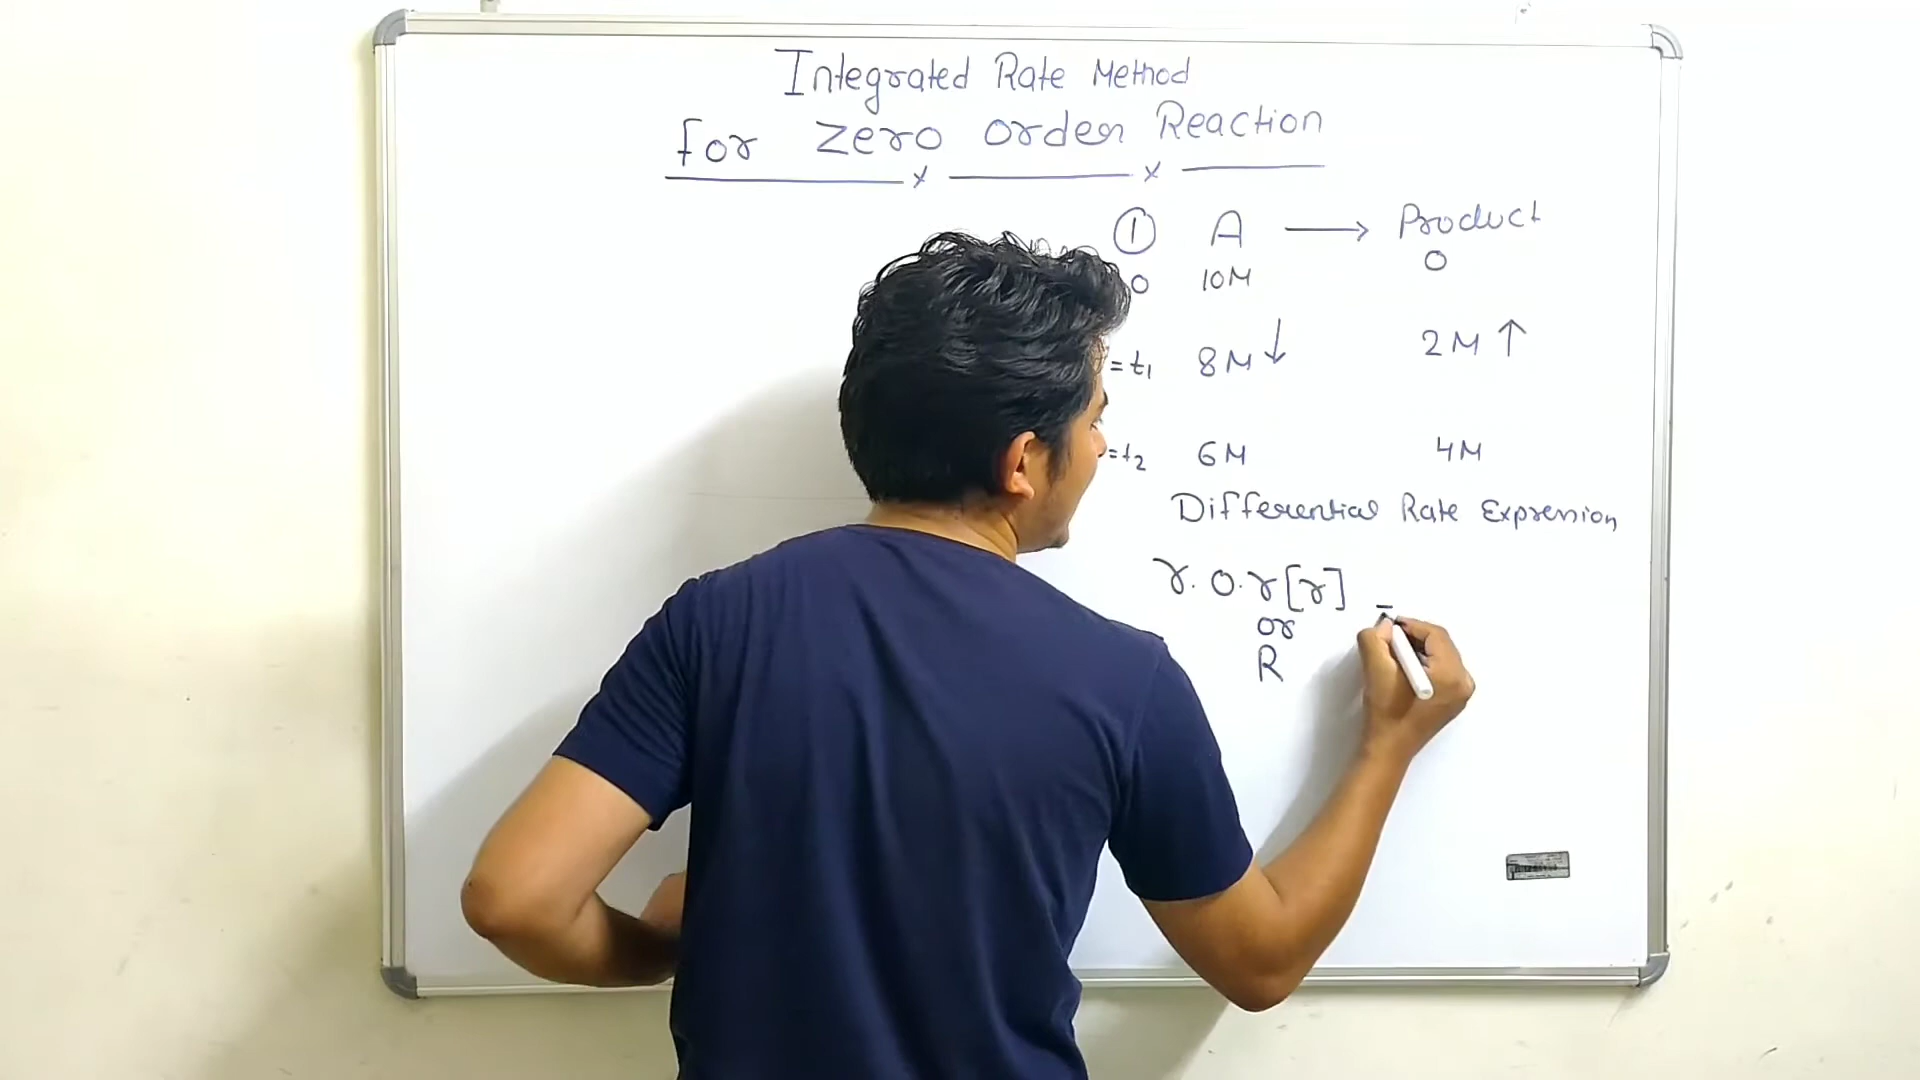 Integrated Rate Method
for Zero order Reaction
① A → Product
0 10M 0
= t1 8M ↓ 2M ↑
= t2 6M 4M
Differential Rate Expression
r. o. r [r]
or
R